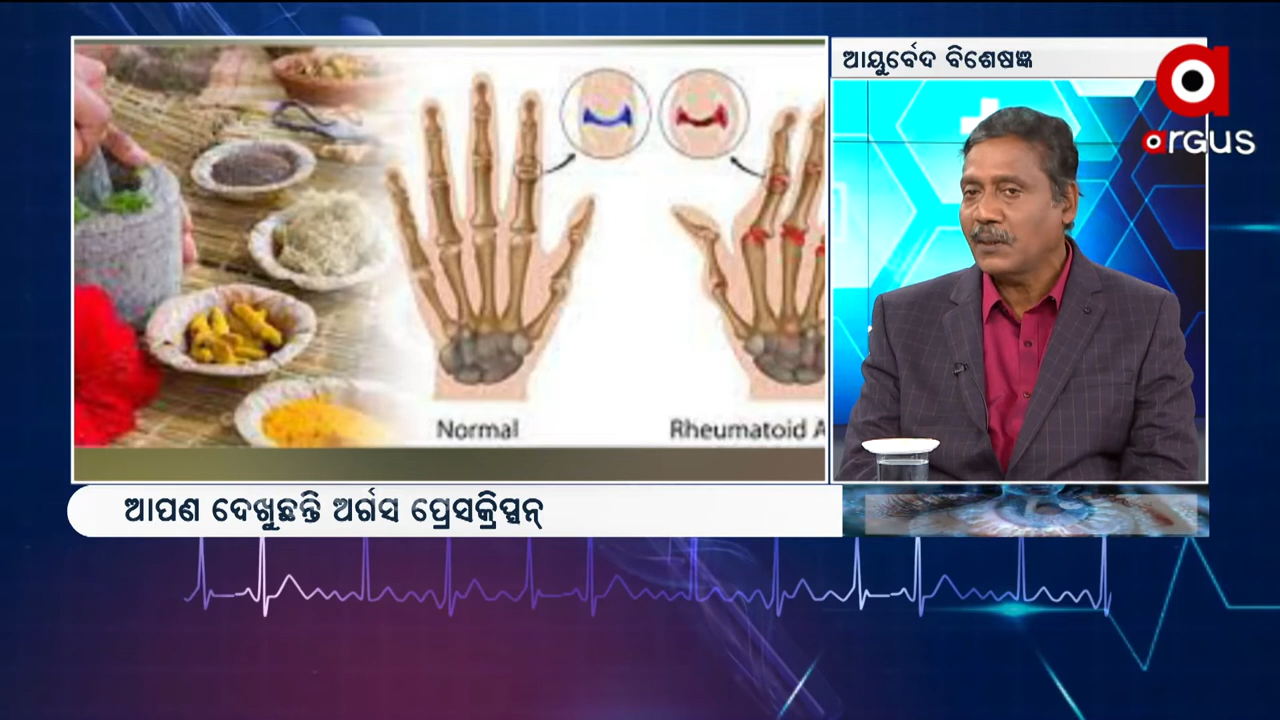 ଆୟୁର୍ବେଦ ବିଶେଷଜ୍ଞ
argus
Normal
Rheumatoid A
ଆପଣ ଦେଖୁଛନ୍ତି ଅର୍ଗସ ପ୍ରେସକ୍ରିପ୍ସନ୍